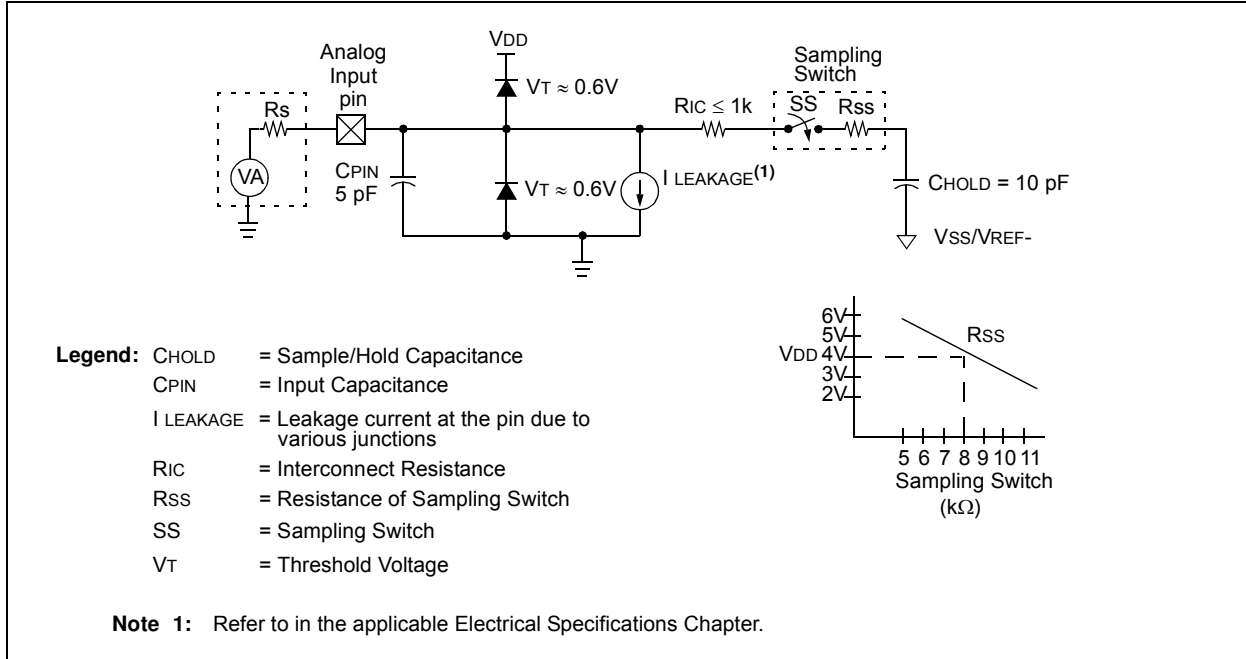 VDD
Sampling
Switch
Analog
Input
pin
VT ≈ 0.6V
RIC ≤ 1k
SS
Rss
Rs
VA
CPIN
5 pF
VT ≈ 0.6V
I LEAKAGE(1)
CHOLD = 10 pF
VSS/VREF-
6V
5V
VDD 4V
3V
2V
RSS
5 6 7 8 9 10 11
Sampling Switch
(kΩ)
Legend: CHOLD = Sample/Hold Capacitance
CPIN = Input Capacitance
I LEAKAGE = Leakage current at the pin due to
various junctions
RIC = Interconnect Resistance
RSS = Resistance of Sampling Switch
SS = Sampling Switch
VT = Threshold Voltage
Note 1: Refer to in the applicable Electrical Specifications Chapter.